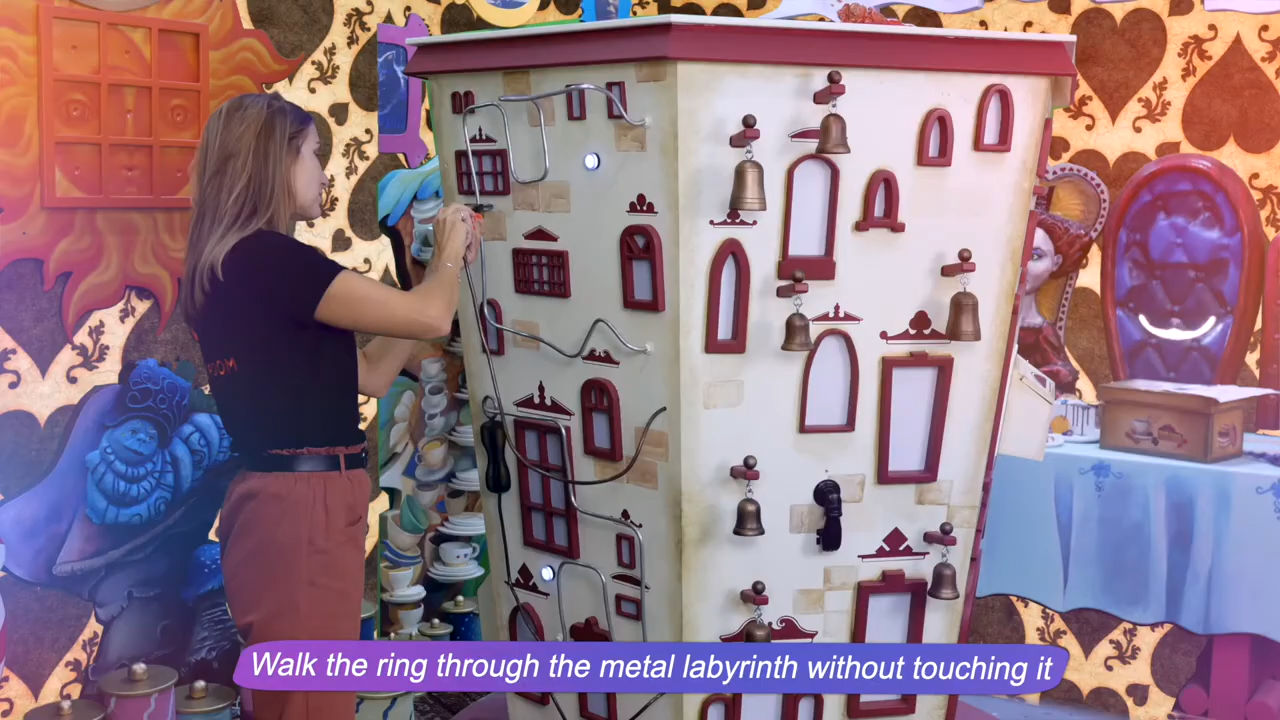 Walk the ring through the metal labyrinth without touching it